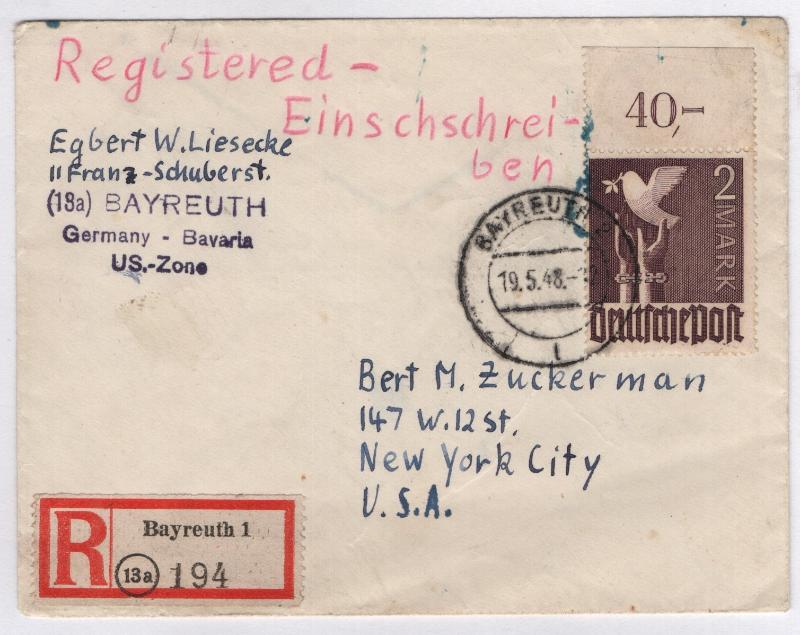 Registered -
Einschschrei-
ben
Egbert W. Liesecke
11 Franz-Schuberst.
(13a) BAYREUTH
Germany - Bavaria
US.-Zone
40,-
2 MARK
Deutsche Post
BAYREUTH 2
19.5.48.-
Bert M. Zuckerman
147 W. 12 st.
New York City
U.S.A.
R
Bayreuth 1
13a 194